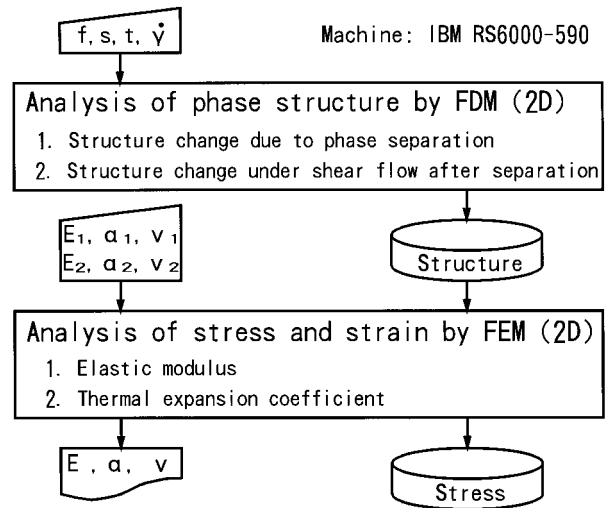 f, s, t, γ̇
Machine: IBM RS6000-590
Analysis of phase structure by FDM (2D)
1. Structure change due to phase separation
2. Structure change under shear flow after separation
E₁, α₁, ν₁
E₂, α₂, ν₂
Structure
Analysis of stress and strain by FEM (2D)
1. Elastic modulus
2. Thermal expansion coefficient
E , α, ν
Stress